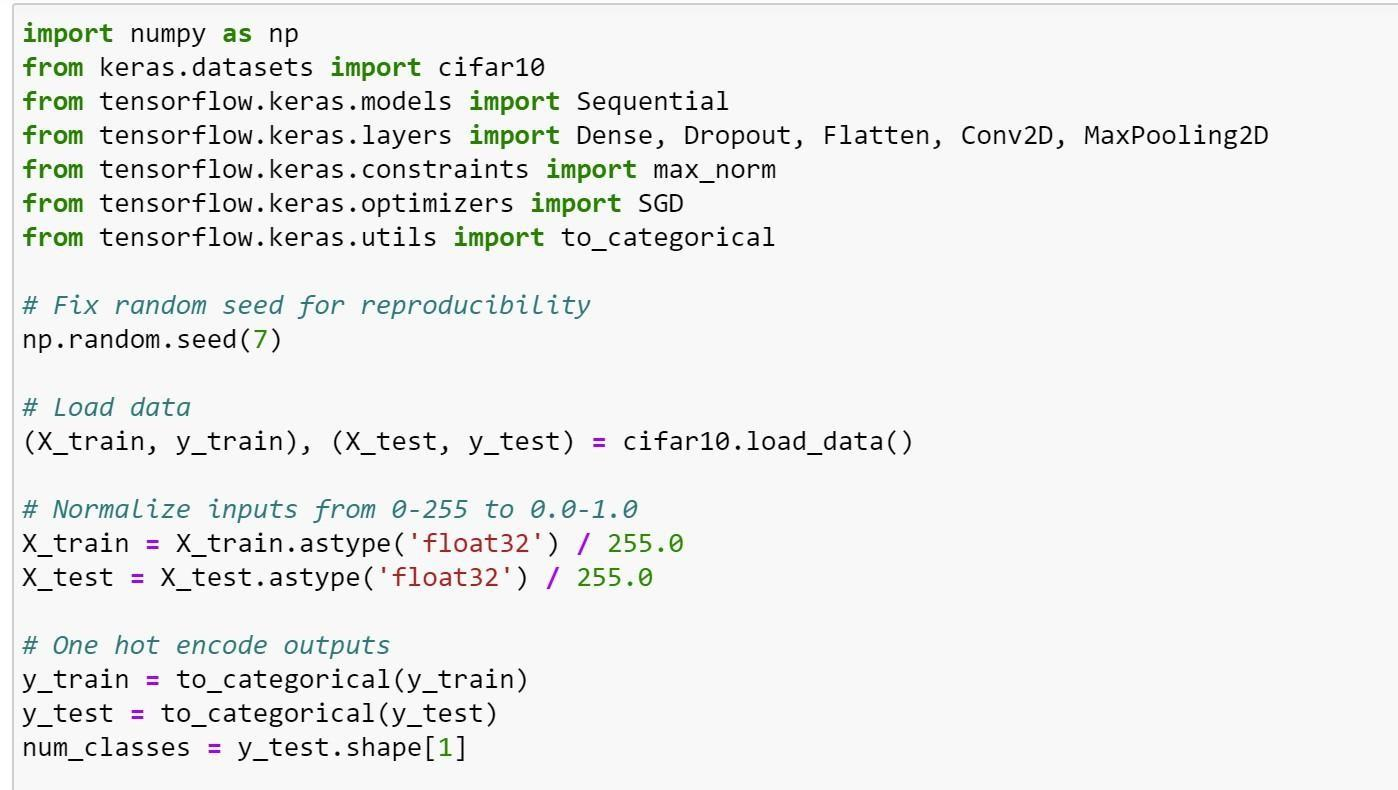 import numpy as np
from keras.datasets import cifar10
from tensorflow.keras.models import Sequential
from tensorflow.keras.layers import Dense, Dropout, Flatten, Conv2D, MaxPooling2D
from tensorflow.keras.constraints import max_norm
from tensorflow.keras.optimizers import SGD
from tensorflow.keras.utils import to_categorical
# Fix random seed for reproducibility
np.random.seed(7)
# Load data
(X_train, y_train), (X_test, y_test) = cifar10.load_data()
# Normalize inputs from 0-255 to 0.0-1.0
X_train = X_train.astype('float32') / 255.0
X_test = X_test.astype('float32') / 255.0
# One hot encode outputs
y_train = to_categorical(y_train)
y_test = to_categorical(y_test)
num_classes = y_test.shape[1]